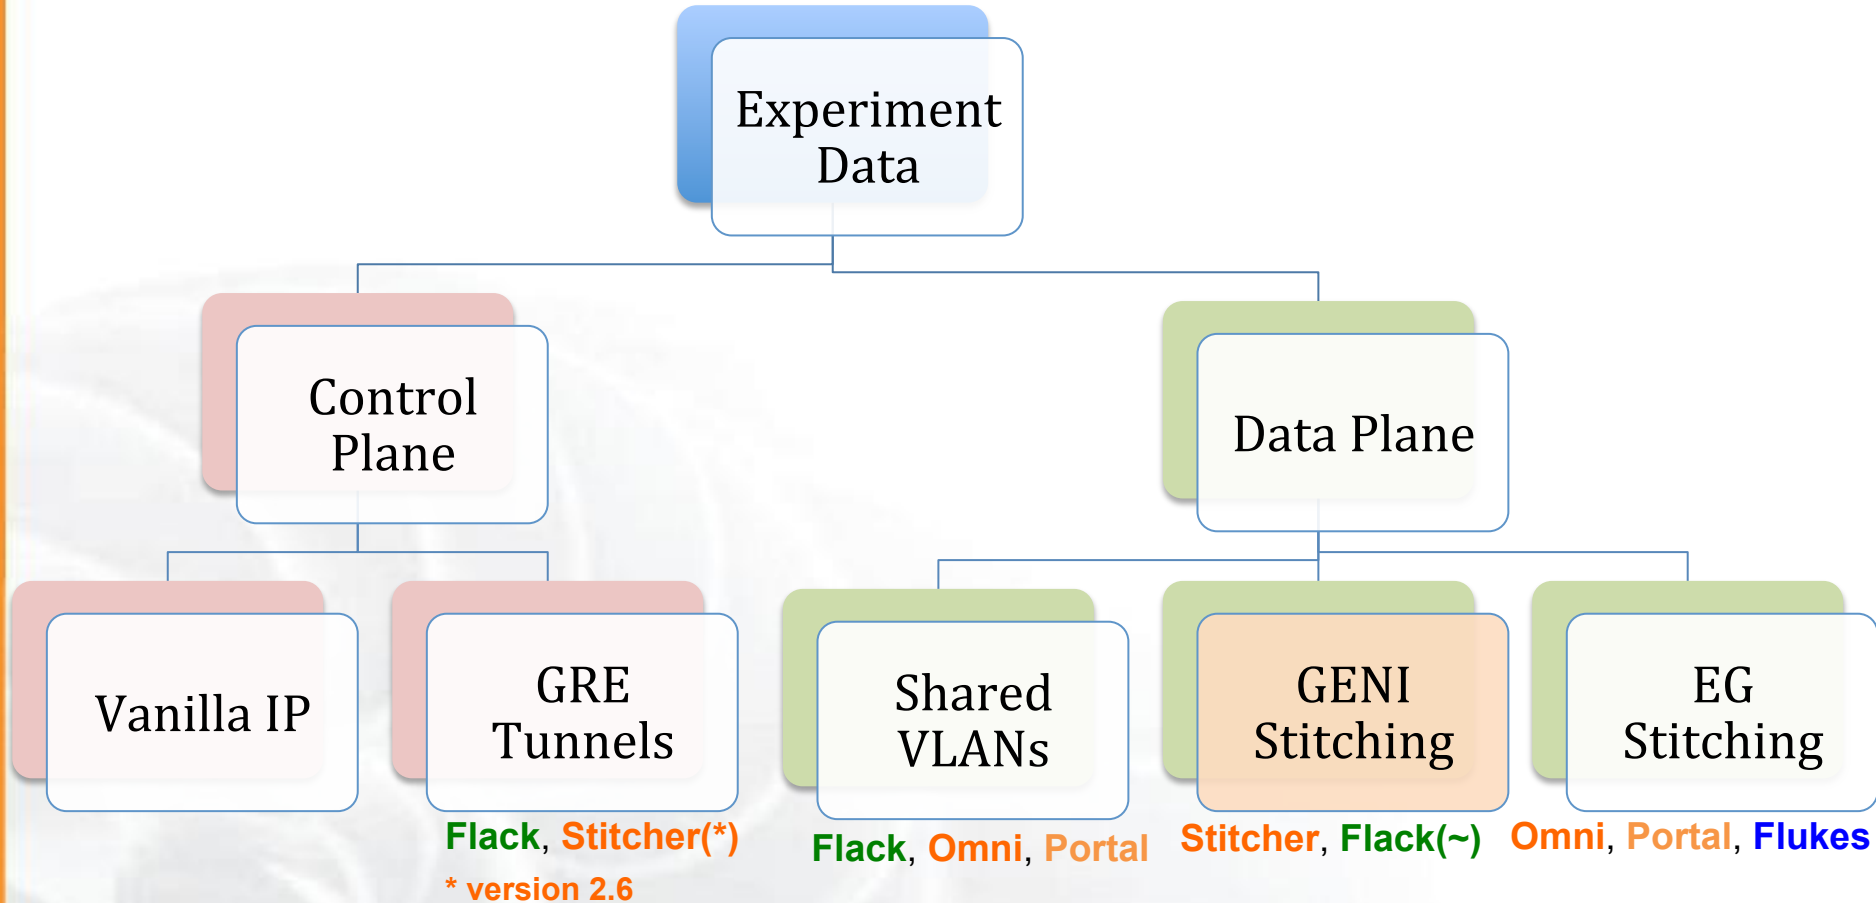 Experiment
Data
Control
Plane
Data Plane
Vanilla IP
GRE
Tunnels
Shared
VLANs
GENI
Stitching
EG
Stitching
Flack, Stitcher(*)
* version 2.6
Flack, Omni, Portal
Stitcher, Flack(~)
Omni, Portal, Flukes